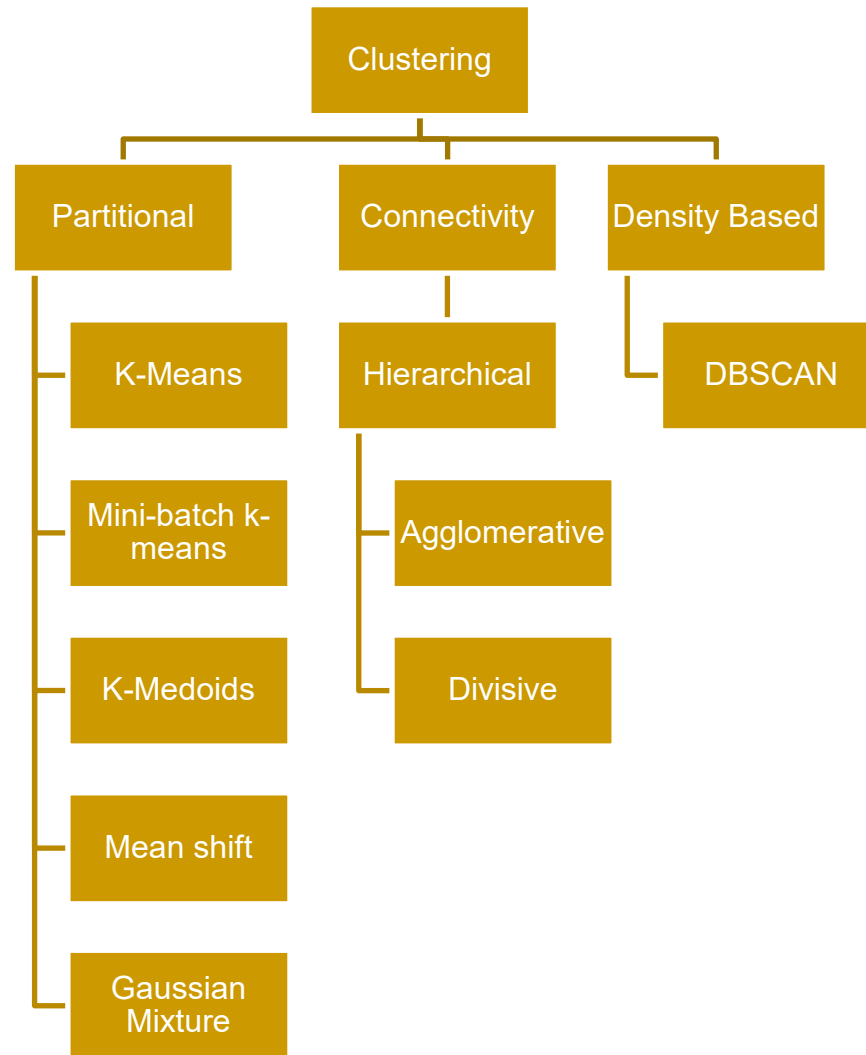 Clustering
Partitional
Connectivity
Density Based
K-Means
Hierarchical
DBSCAN
Mini-batch k-
means
Agglomerative
K-Medoids
Divisive
Mean shift
Gaussian
Mixture